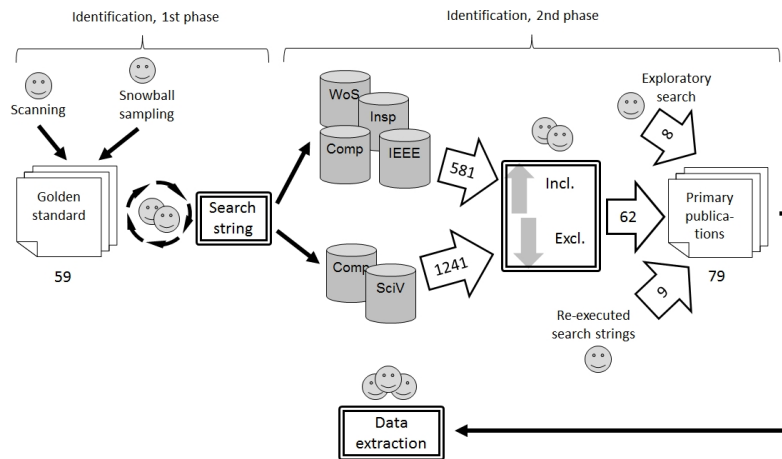 Identification, 1st phase
Identification, 2nd phase
Scanning
Snowball
sampling
Golden
standard
59
Search
string
WoS
Insp
Comp
IEEE
Comp
SciV
581
1241
Incl.
Excl.
62
Exploratory
search
8
Primary
publica-
tions
79
9
Re-executed
search strings
Data
extraction